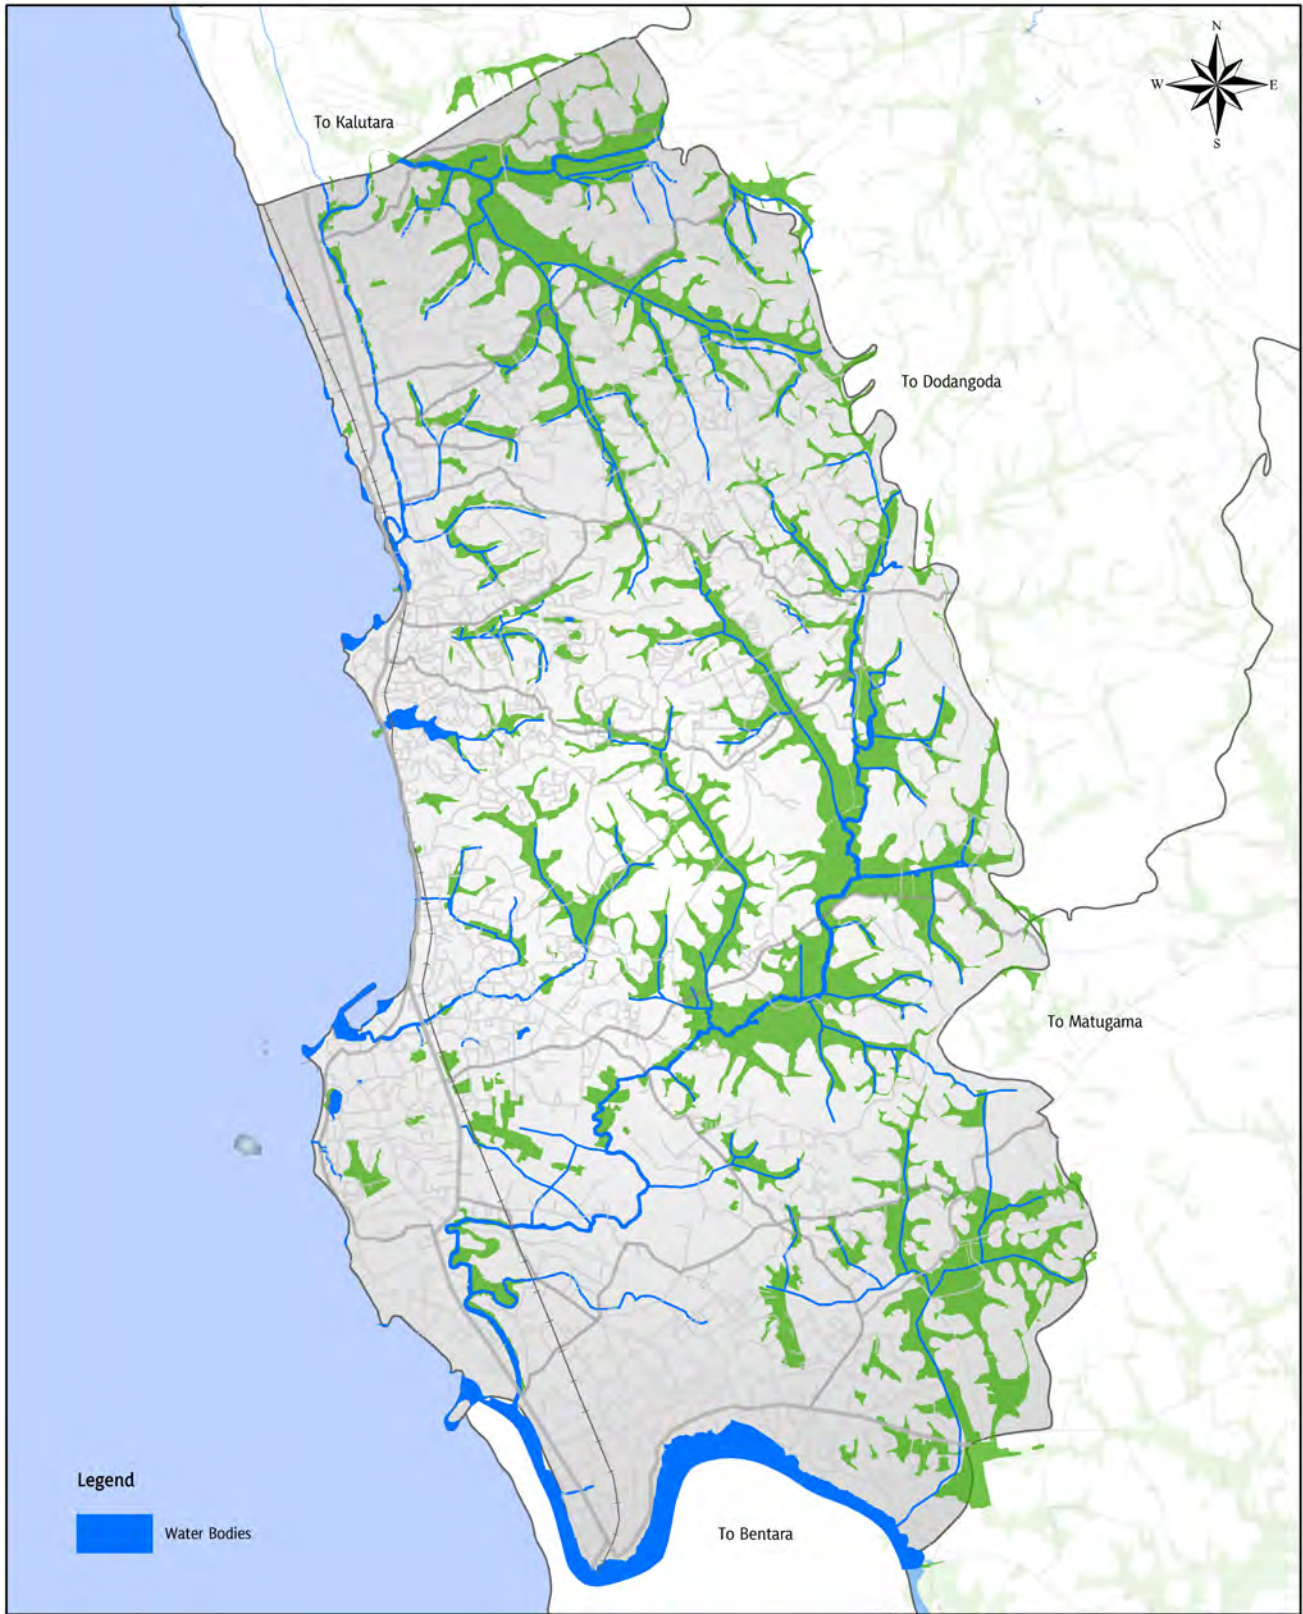 N
W
E
S
To Kalutara
To Dodangoda
To Matugama
Legend
Water Bodies
To Bentara